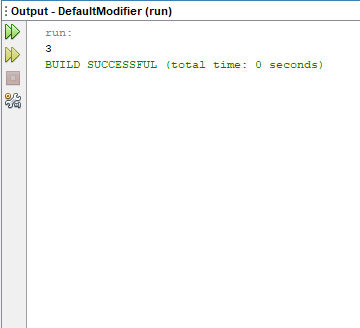 Output - DefaultModifier (run)
run:
3
BUILD SUCCESSFUL (total time: 0 seconds)